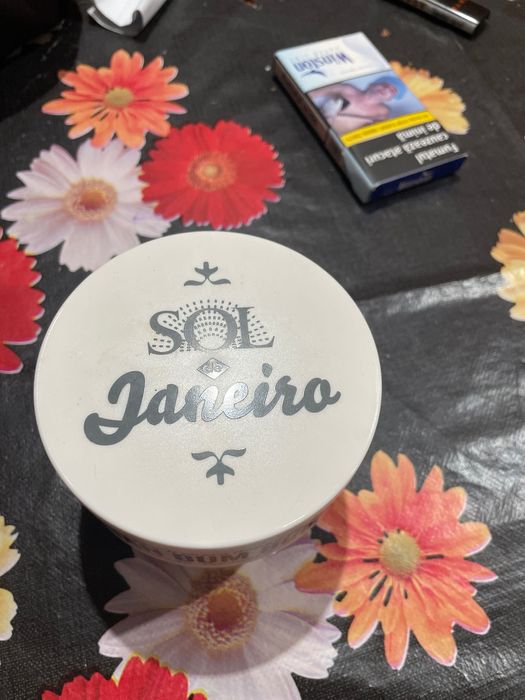 Winston
Fumatul
cauzează atacuri
de inimă
SOL
de
Janeiro
BUM